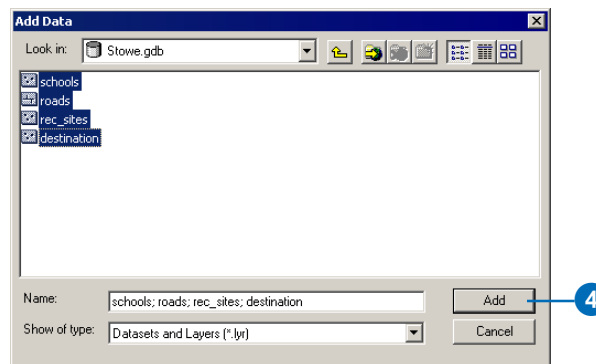 Add Data
Look in: Stowe.gdb
schools
roads
rec_sites
destination
Name: schools; roads; rec_sites; destination Add 4
Show of type: Datasets and Layers (*.lyr) Cancel